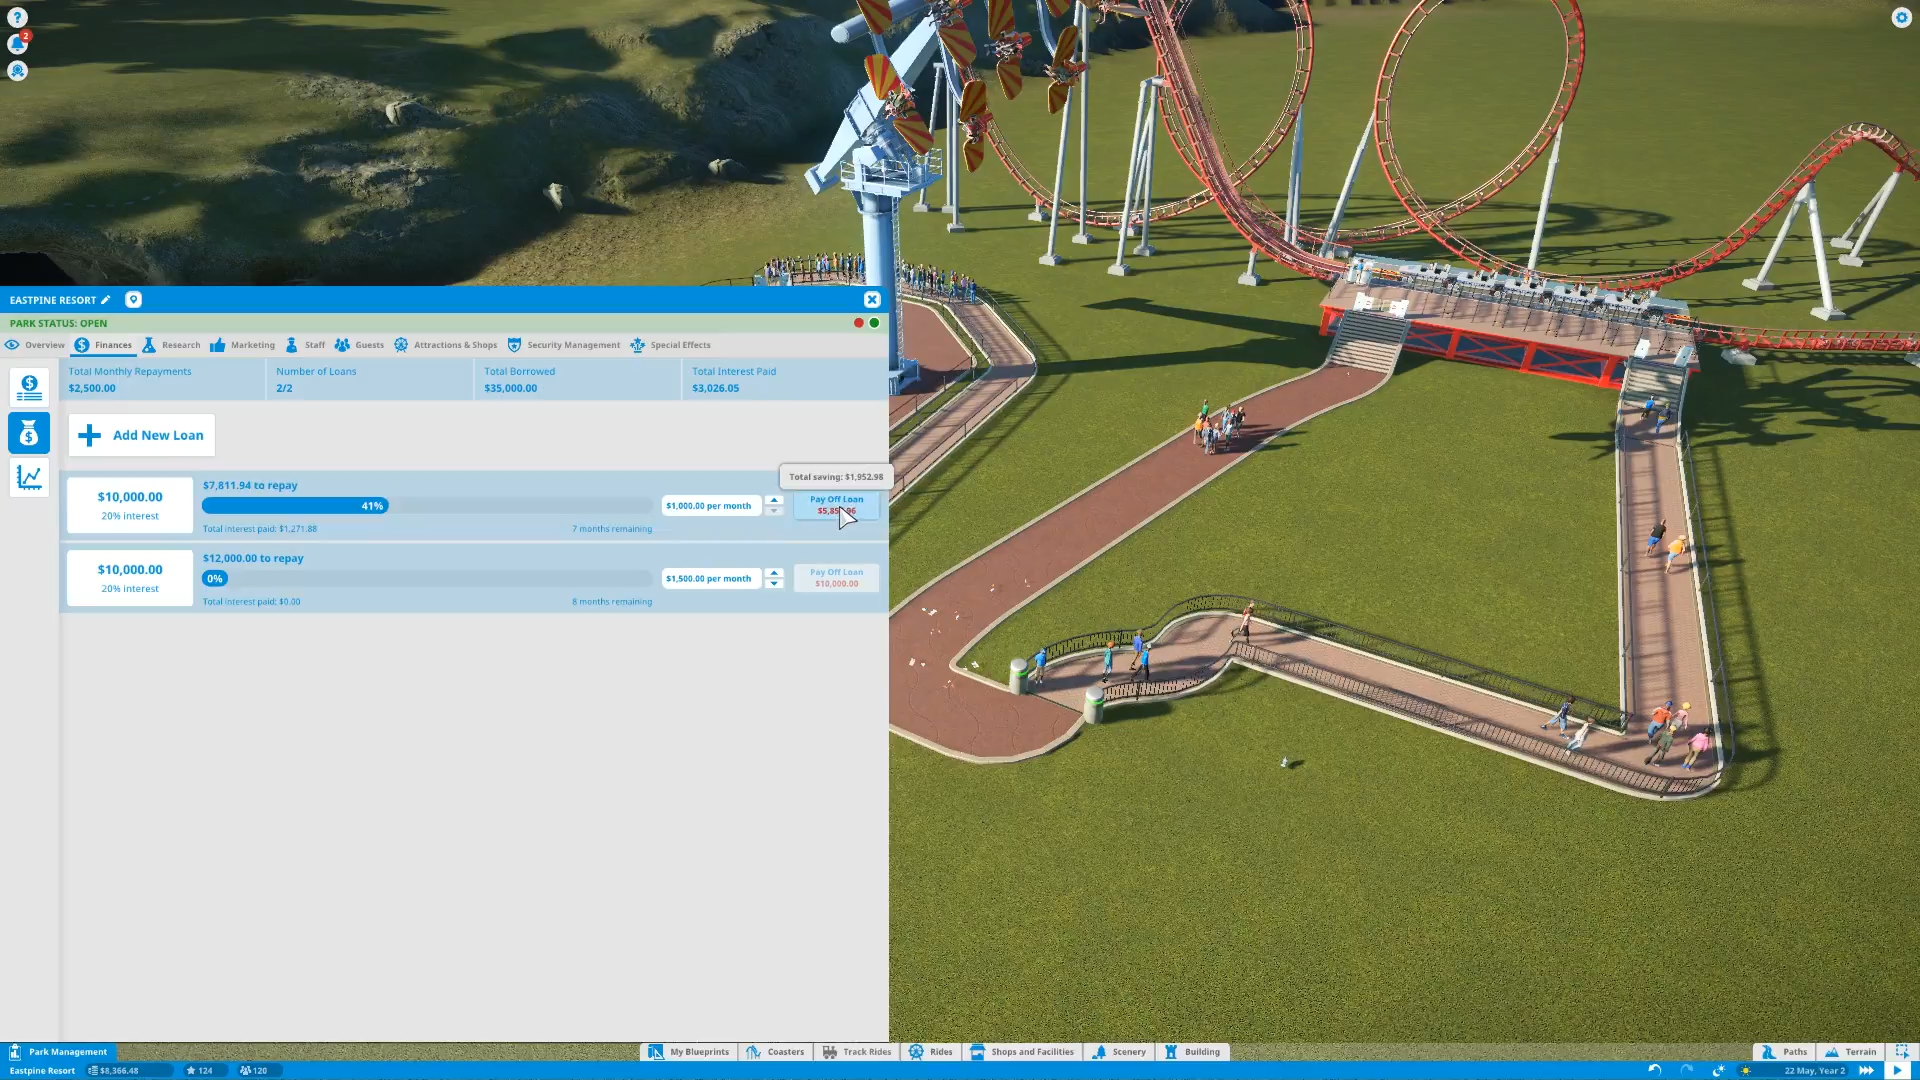 ?
2
EASTPINE RESORT
PARK STATUS: OPEN
Overview Finances Research Marketing Staff Guests Attractions & Shops Security Management Special Effects
Total Monthly Repayments Number of Loans Total Borrowed Total Interest Paid
$2,500.00 2/2 $35,000.00 $3,026.05
Add New Loan
Total saving: $1,952.98
$10,000.00
20% interest
$7,811.94 to repay
41%
Total interest paid: $1,271.88
7 months remaining
$1,000.00 per month
Pay Off Loan
$10,000.00
20% interest
$12,000.00 to repay
0%
Total interest paid: $0.00
8 months remaining
$1,500.00 per month
Pay Off Loan
$10,000.00
Park Management My Blueprints Coasters Track Rides Rides Shops and Facilities Scenery Building Paths Terrain
Eastpine Resort $8,366.48 124 120 22 May, Year 2